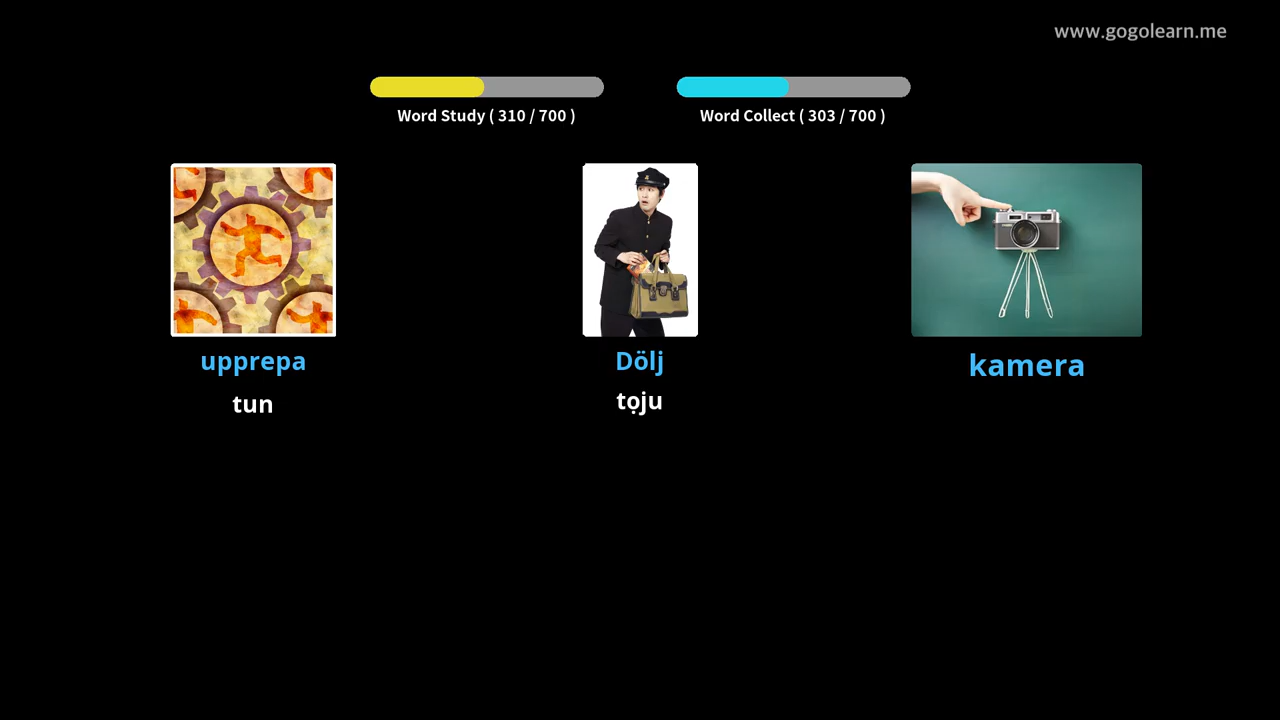 www.gogolearn.me
Word Study ( 310 / 700 )
Word Collect ( 303 / 700 )
upprepa
Dölj
kamera
tun
tọju